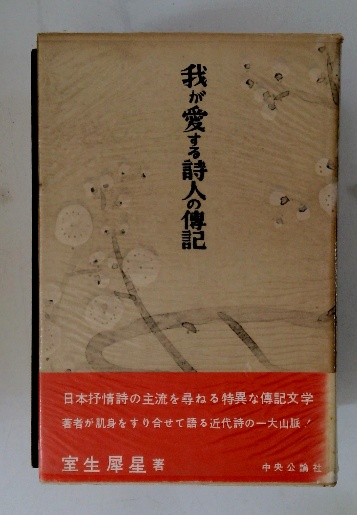 我が愛する詩人の傳記
日本抒情詩の主流を尋ねる特異な傳記文学
著者が肌身をすり合せて語る近代詩の一大山脈！
室生犀星著
中央公論社